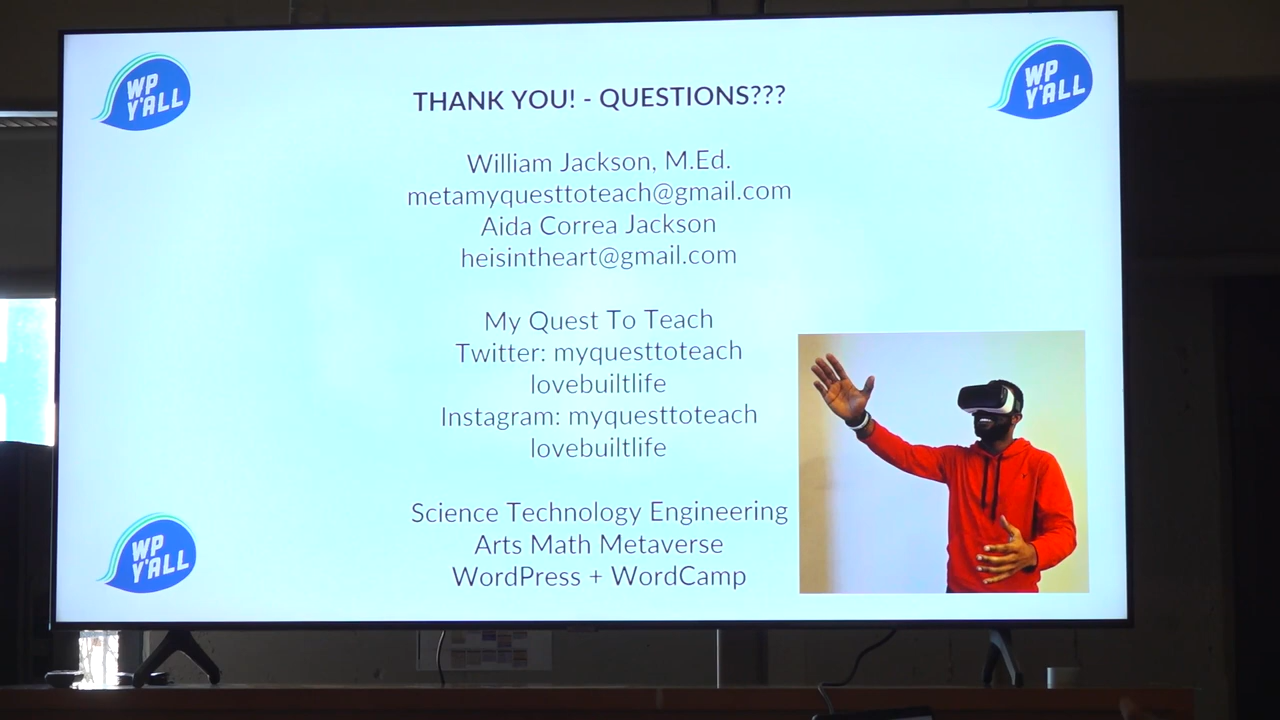 WP
Y'ALL
WP
Y'ALL
THANK YOU! - QUESTIONS???
William Jackson, M.Ed.
metamyquesttoteach@gmail.com
Aida Correa Jackson
heisintheart@gmail.com
My Quest To Teach
Twitter: myquesttoteach
lovebuiltlife
Instagram: myquesttoteach
lovebuiltlife
Science Technology Engineering
Arts Math Metaverse
WordPress + WordCamp
WP
Y'ALL